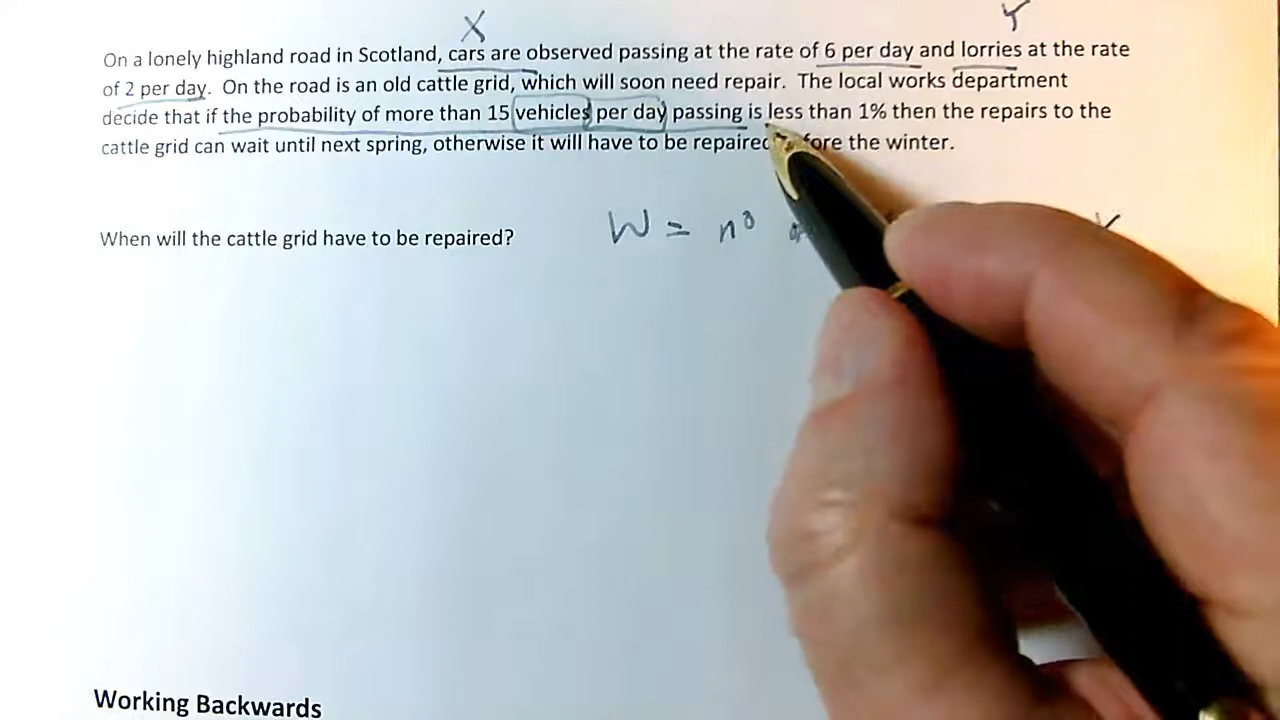 X Y
On a lonely highland road in Scotland, cars are observed passing at the rate of 6 per day and lorries at the rate
of 2 per day. On the road is an old cattle grid, which will soon need repair. The local works department
decide that if the probability of more than 15 vehicles per day passing is less than 1% then the repairs to the
cattle grid can wait until next spring, otherwise it will have to be repaired before the winter.
When will the cattle grid have to be repaired? W = nº
Working Backwards